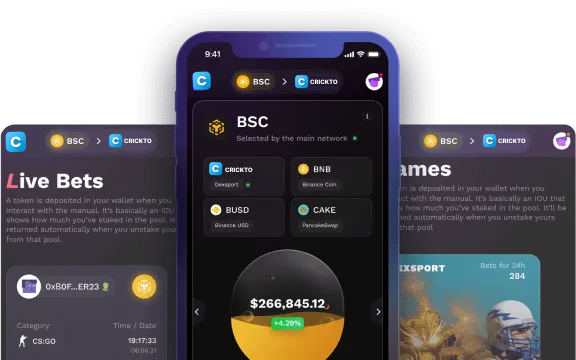 C
BSC > CRICKTO
Live Bets
A token is deposited in your wallet when you
interact with the manual. It's basically an IOU
shows how much you've staked in the pool. It
returned automatically when you unstake yours
from that pool.
0xB0F...ER23
Category Time / Date
CS:GO 19:17:33
06.06.21
9:41
C
BSC > CRICKTO
BSC
i
Selected by the main network
CRICKTO
Gexsport
BNB
Binance Coin
BUSD
Binance USD
CAKE
PancakeSwap
$266,845.12
+4.29%
BSC > CRICKTO
ames
en is deposited in your wallet when you
act with the manual. It's basically an IOU that
s how much you've staked in the pool. It'll be
ned automatically when you unstake yours
that pool
EXSPORT
Bets for 24h
284